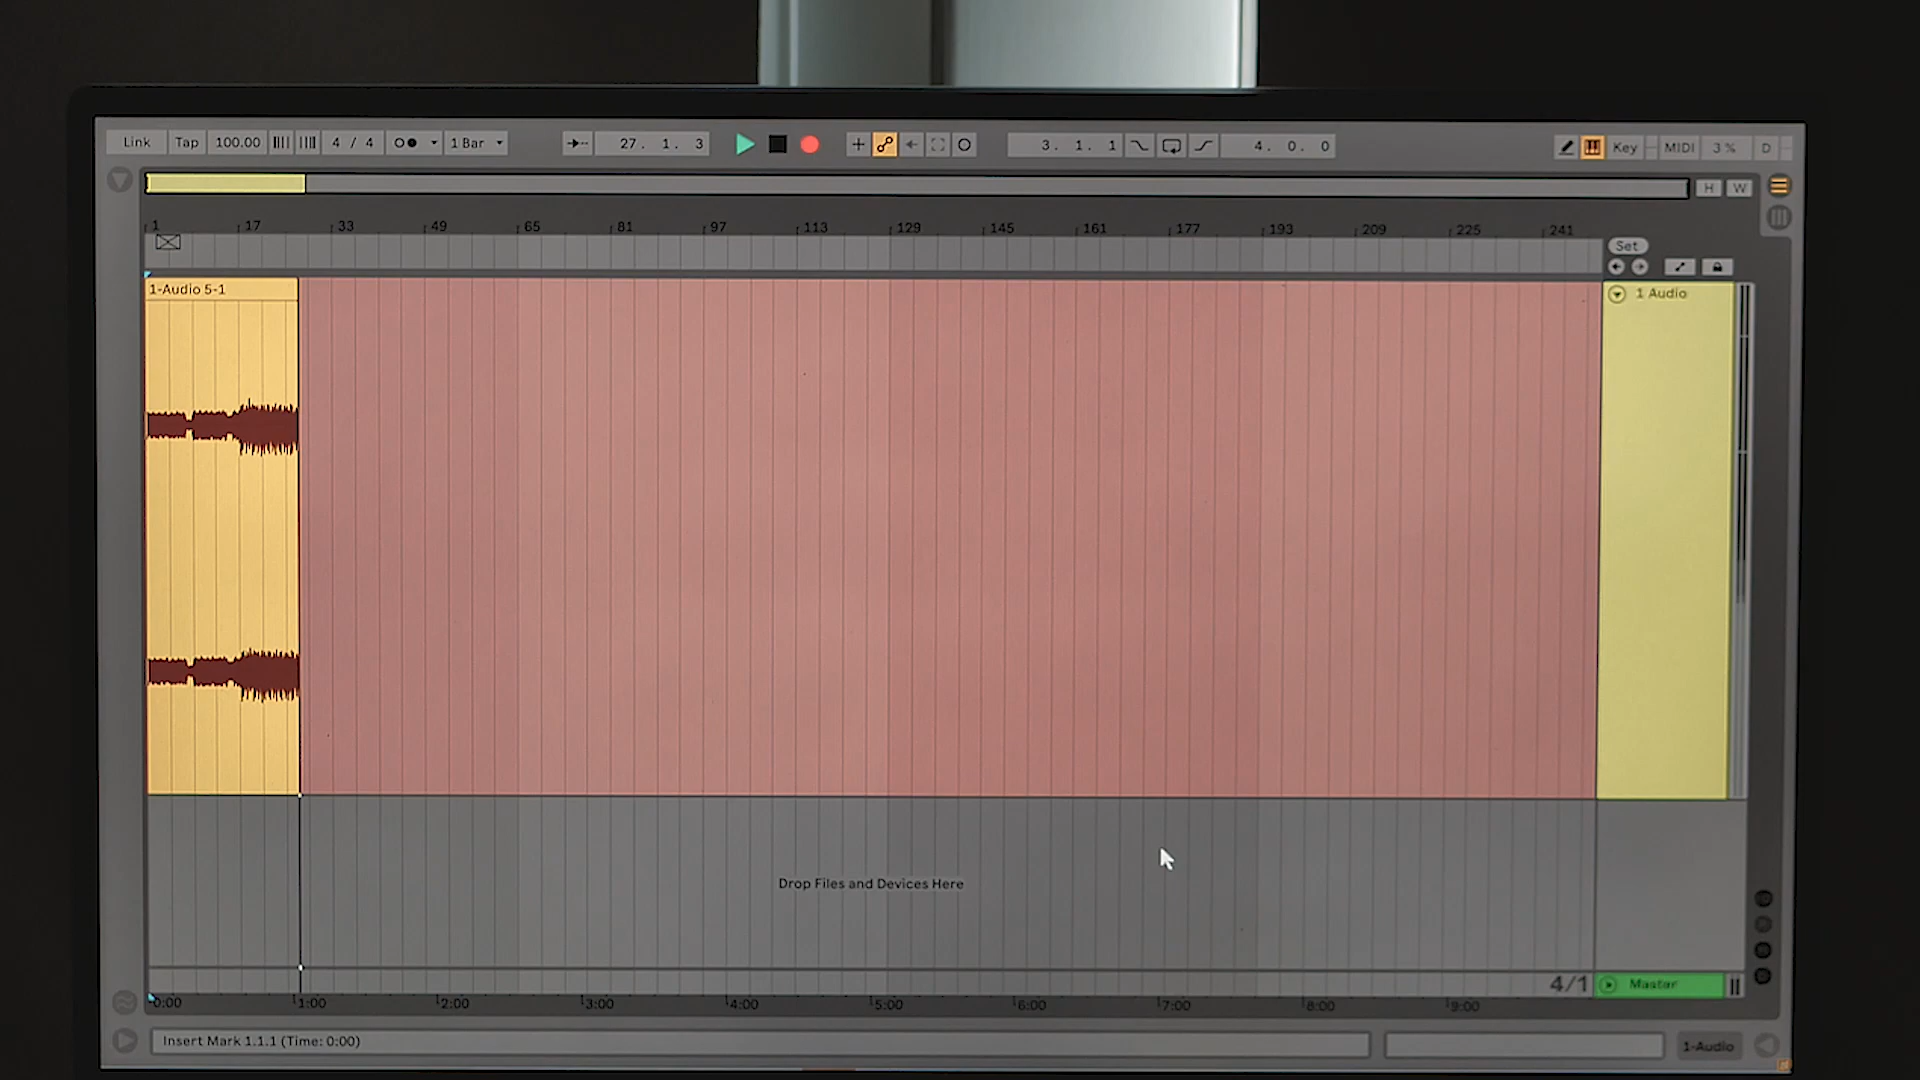 Link Tap 100.00 4 / 4 1 Bar 27. 1. 3 3. 1. 1 4. 0. 0 Key MIDI 3 % D
H W
1 17 33 49 65 81 97 113 129 145 161 177 193 209 225 241
Set
1-Audio 5-1
1 Audio
Drop Files and Devices Here
4/1 Master
0:00 1:00 2:00 3:00 4:00 5:00 6:00 7:00 8:00 9:00
Insert Mark 1.1.1 (Time: 0:00)
1-Audio